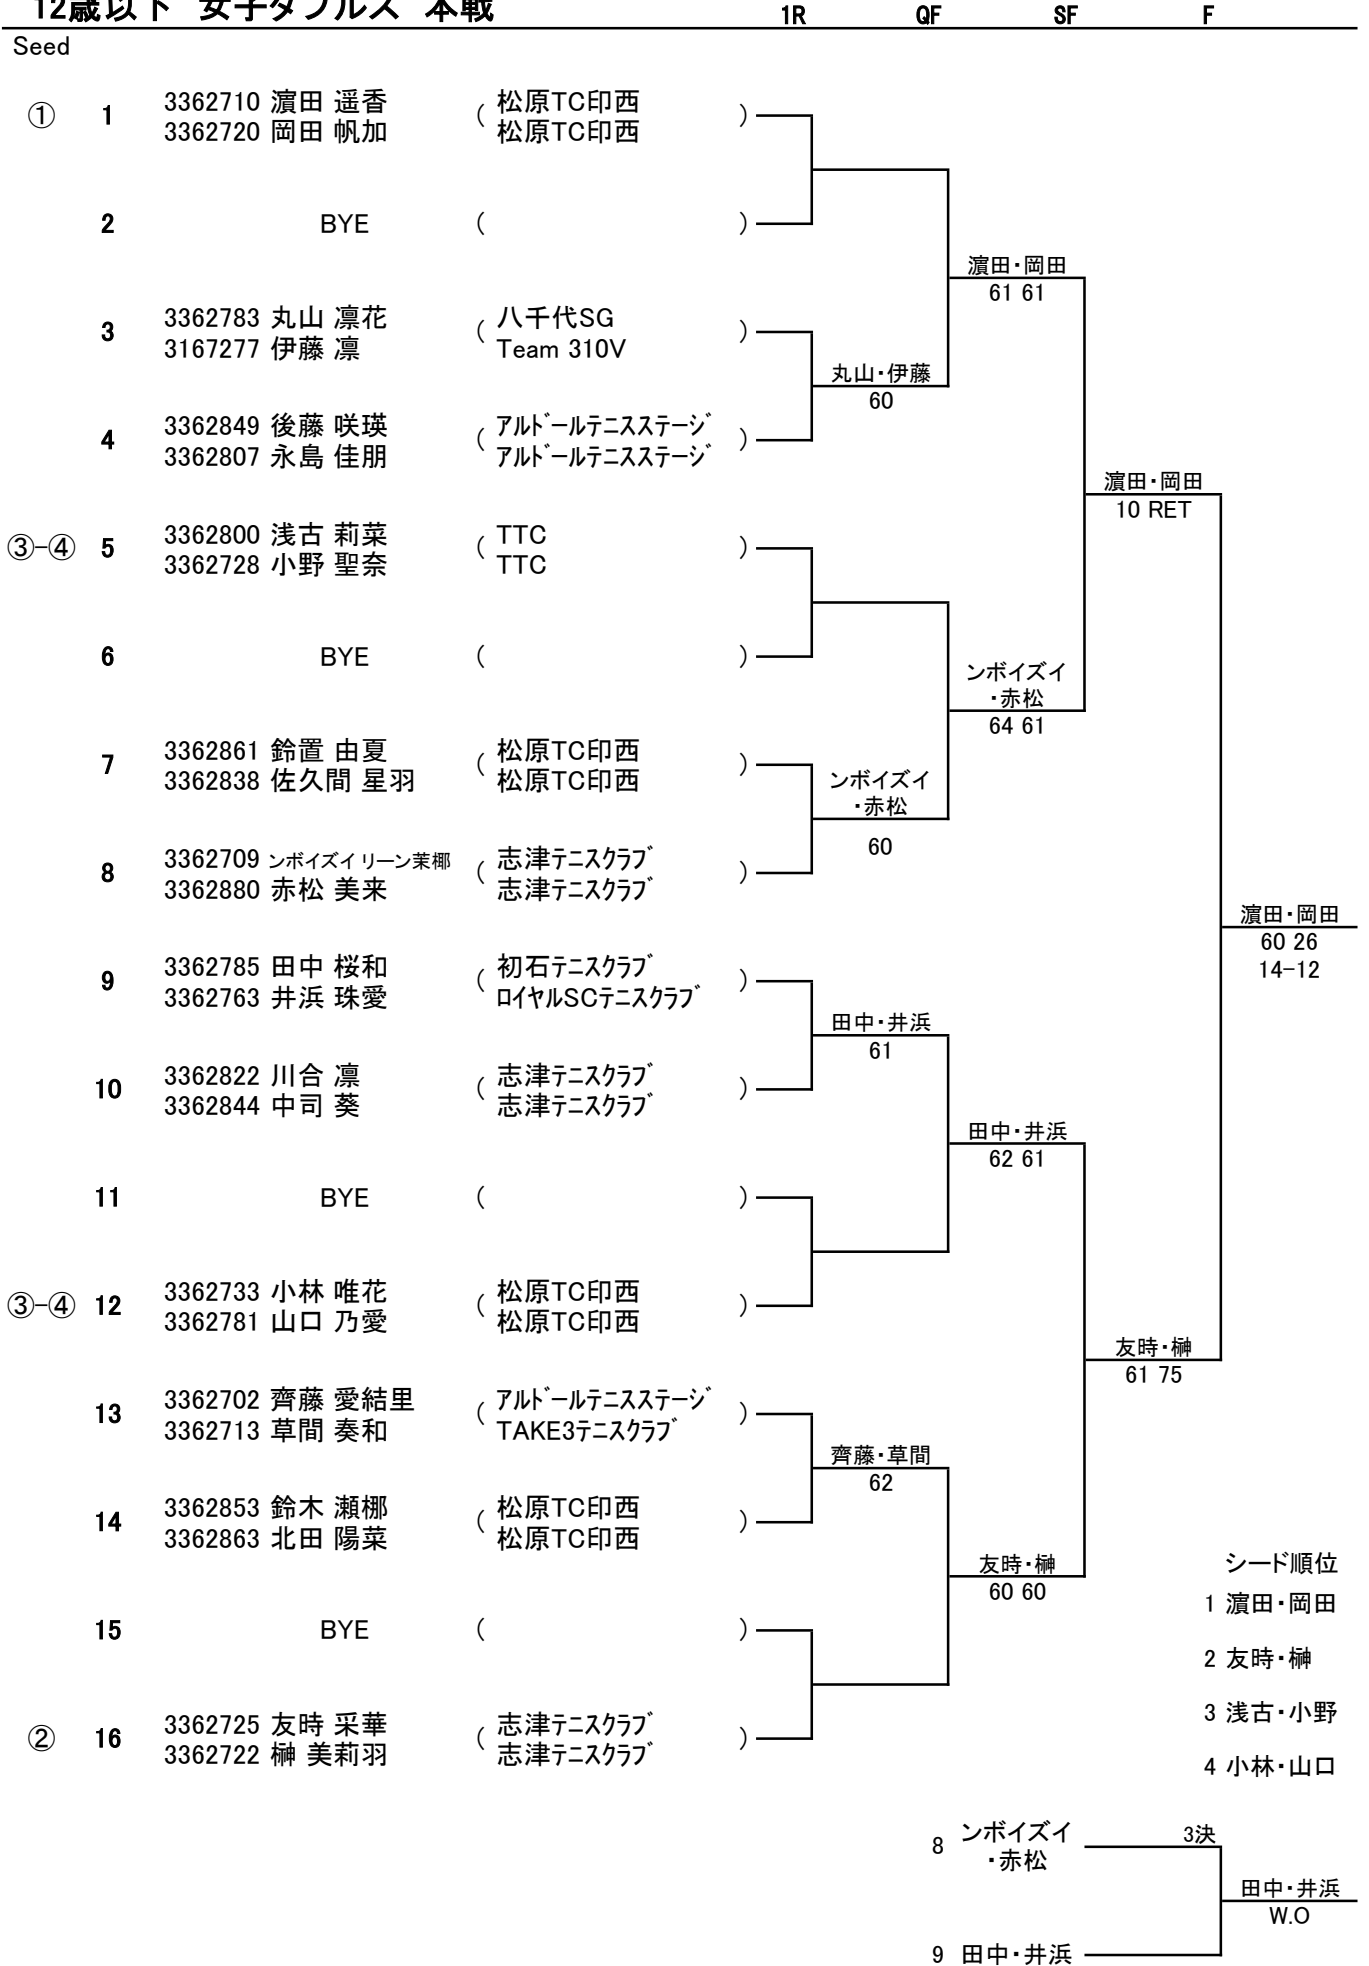 12歳以下 女子ダブルス 本戦 1R QF SF F
Seed
① 1 3362710 濵田 遥香 ( 松原TC印西 )
3362720 岡田 帆加 松原TC印西
2 BYE ( )
濵田・岡田
61 61
3 3362783 丸山 凛花 ( 八千代SG )
3167277 伊藤 凛 Team 310V
丸山・伊藤
60
4 3362849 後藤 咲瑛 ( アルドールテニスステージ )
3362807 永島 佳朋 アルドールテニスステージ
濵田・岡田
10 RET
③-④ 5 3362800 浅古 莉菜 ( TTC )
3362728 小野 聖奈 TTC
6 BYE ( )
ンボイズイ
・赤松
64 61
7 3362861 鈴置 由夏 ( 松原TC印西 )
3362838 佐久間 星羽 松原TC印西
ンボイズイ
・赤松
60
8 3362709 ンボイズイ リーン茉椰 ( 志津テニスクラブ )
3362880 赤松 美来 志津テニスクラブ
濵田・岡田
60 26
14-12
9 3362785 田中 桜和 ( 初石テニスクラブ )
3362763 井浜 珠愛 ロイヤルSCテニスクラブ
田中・井浜
61
10 3362822 川合 凛 ( 志津テニスクラブ )
3362844 中司 葵 志津テニスクラブ
田中・井浜
62 61
11 BYE ( )
③-④ 12 3362733 小林 唯花 ( 松原TC印西 )
3362781 山口 乃愛 松原TC印西
友時・榊
61 75
13 3362702 齊藤 愛結里 ( アルドールテニスステージ )
3362713 草間 奏和 TAKE3テニスクラブ
齊藤・草間
62
14 3362853 鈴木 瀬梛 ( 松原TC印西 )
3362863 北田 陽菜 松原TC印西
友時・榊
60 60
シード順位
1 濵田・岡田
15 BYE ( )
2 友時・榊
3 浅古・小野
② 16 3362725 友時 采華 ( 志津テニスクラブ )
3362722 榊 美莉羽 志津テニスクラブ
4 小林・山口
8 ンボイズイ 3決
・赤松
田中・井浜
W.O
9 田中・井浜